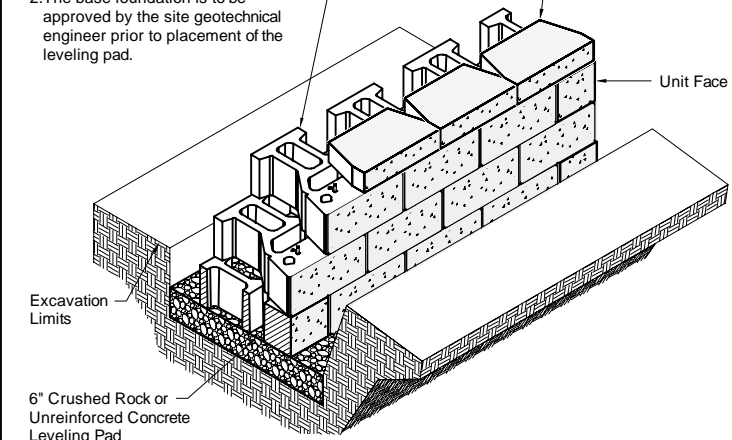 2.The base foundation is to be
approved by the site geotechnical
engineer prior to placement of the
leveling pad.
Unit Face
Excavation
Limits
6" Crushed Rock or
Unreinforced Concrete
Leveling Pad